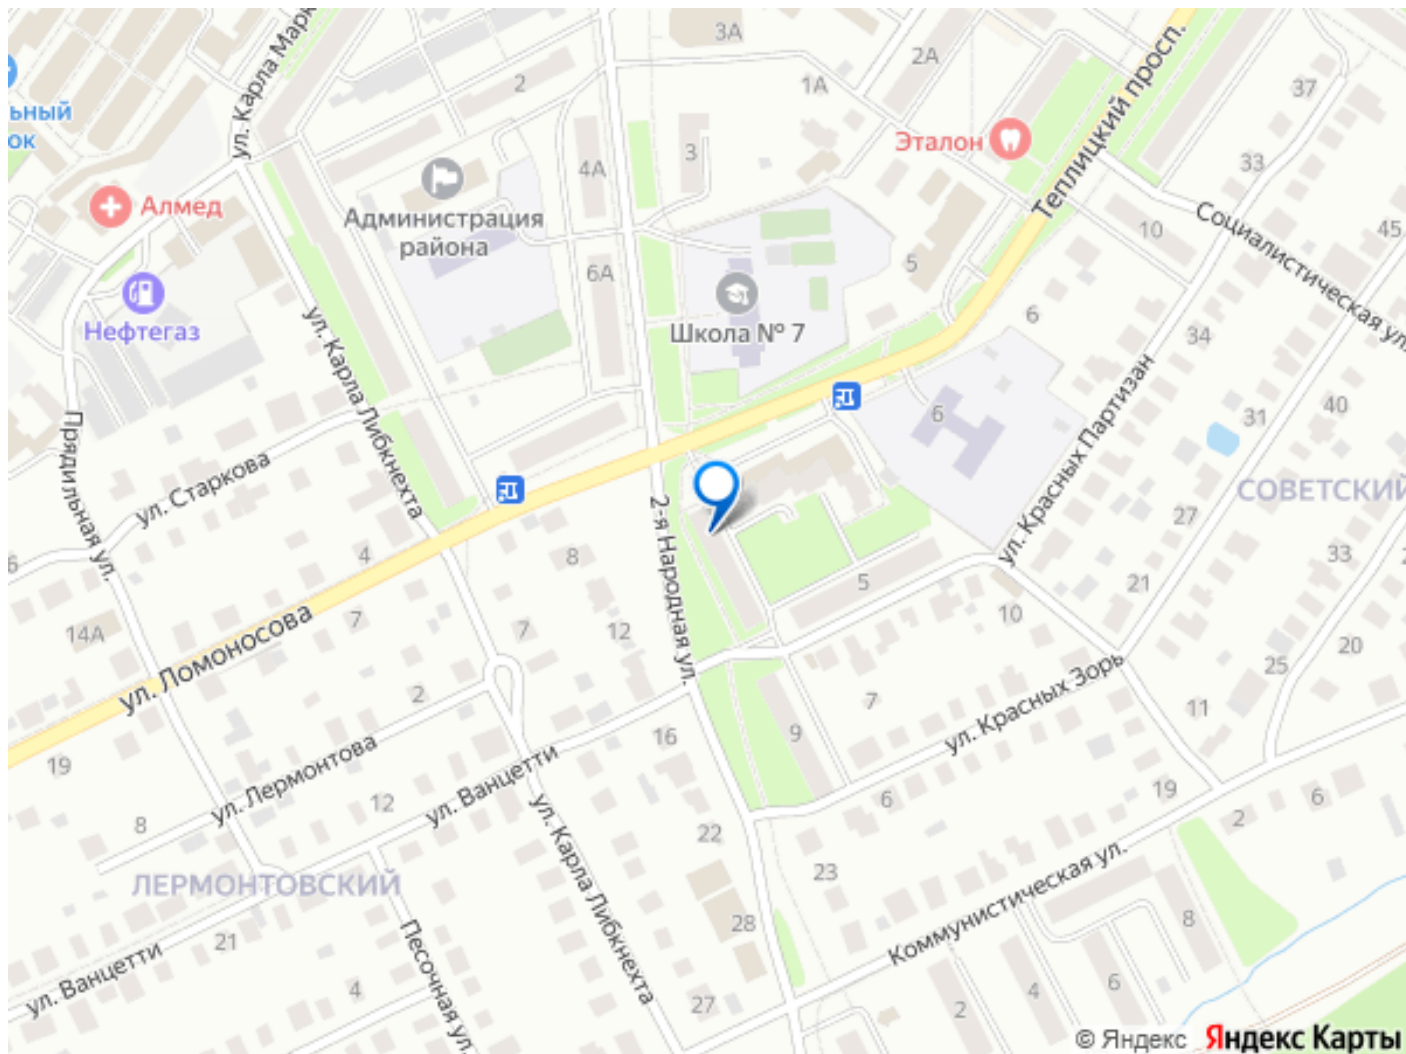 3А
2А
1А
ул. Карла Марк
2
37
Теплицкий просп.
льный
ок
Эталон
4А
3
33
Алмед
Администрация
района
Социалистическая ул.
10
45
6А
5
Нефтегаз
Школа № 7
6
34
ул. Карла Либкнехта
ул. Красных Партизан
6
31
40
Прядильная ул.
ул. Старкова
СОВЕТСКИЙ
2-я Народная ул.
27
4
8
33
6
5
21
2
14А
7
7
12
10
20
ул. Ломоносова
25
ул. Красных Зорь
2
7
11
9
16
19
ул. Лермонтова
ул. Ванцетти
12
8
6
19
2
6
22
ул. Карла Либкнехта
23
Коммунистическая ул.
ЛЕРМОНТОВСКИЙ
28
8
21
Песочная ул.
ул. Ванцетти
4
27
2
4
6
© Яндекс Яндекс Карты